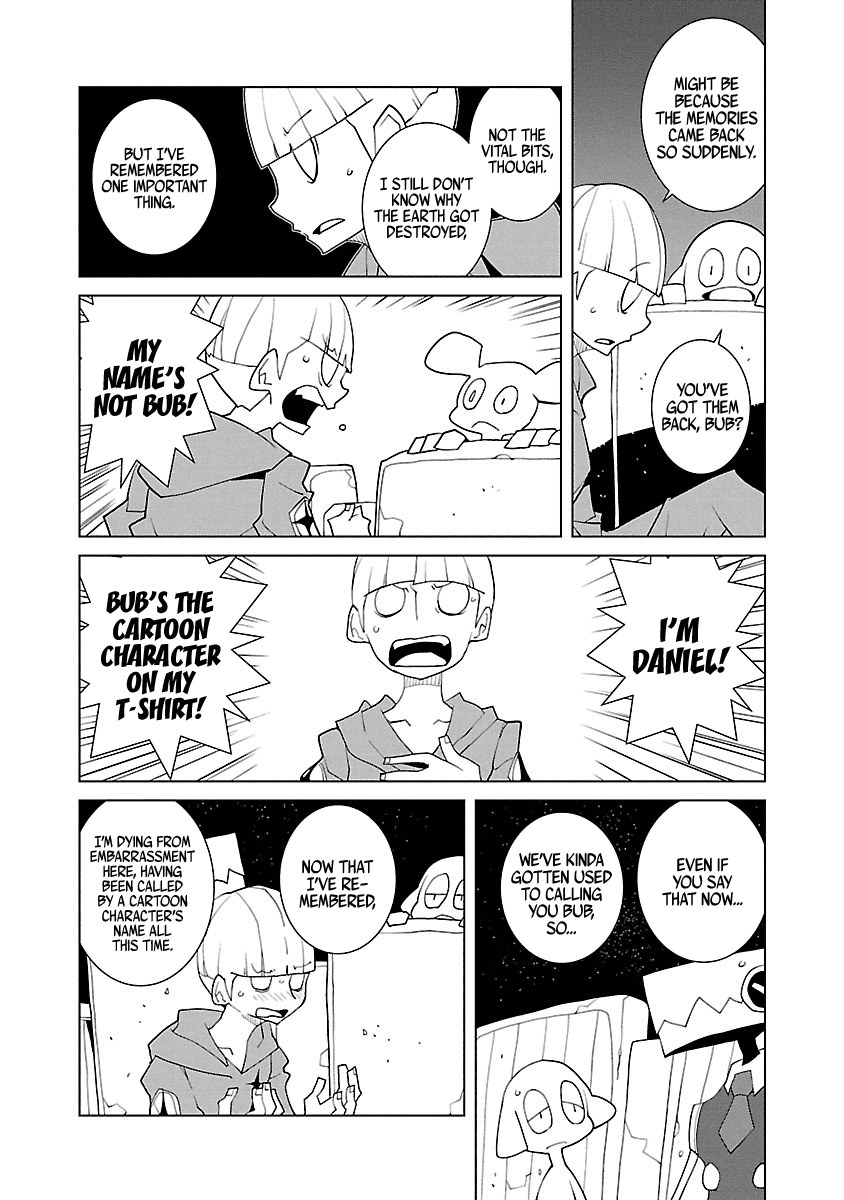 MIGHT BE
BECAUSE
THE MEMORIES
CAME BACK
SO SUDDENLY.
YOU'VE
GOT THEM
BACK, BUB?
NOT THE
VITAL BITS,
THOUGH.
I STILL DON'T
KNOW WHY
THE EARTH GOT
DESTROYED,
BUT I'VE
REMEMBERED
ONE IMPORTANT
THING.
MY
NAME'S
NOT BUB!
I'M
DANIEL!
BUB'S THE
CARTOON
CHARACTER
ON MY
T-SHIRT!
EVEN IF
YOU SAY
THAT NOW...
WE'VE KINDA
GOTTEN USED
TO CALLING
YOU BUB,
SO...
NOW THAT
I'VE RE-
MEMBERED,
I'M DYING FROM
EMBARRASSMENT
HERE, HAVING
BEEN CALLED
BY A CARTOON
CHARACTER'S
NAME ALL
THIS TIME.